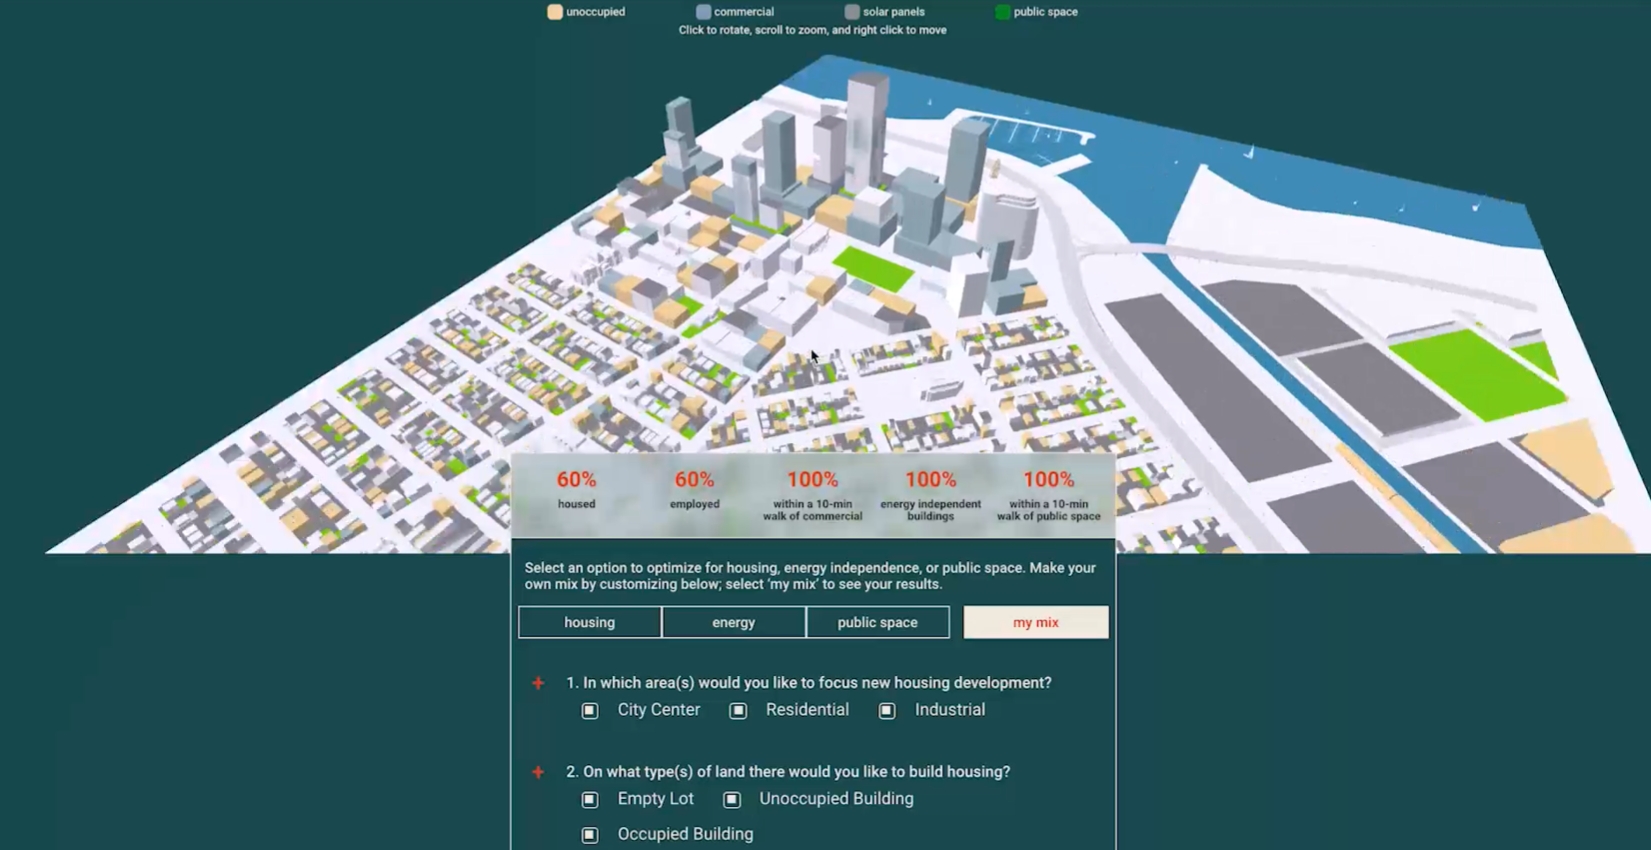 unoccupied commercial solar panels public space
Click to rotate, scroll to zoom, and right click to move
60% 60% 100% 100% 100%
housed employed within a 10-min energy independent within a 10-min
walk of commercial buildings walk of public space
Select an option to optimize for housing, energy independence, or public space. Make your
own mix by customizing below; select ‘my mix’ to see your results.
housing energy public space my mix
+ 1. In which area(s) would you like to focus new housing development?
City Center Residential Industrial
+ 2. On what type(s) of land there would you like to build housing?
Empty Lot Unoccupied Building
Occupied Building